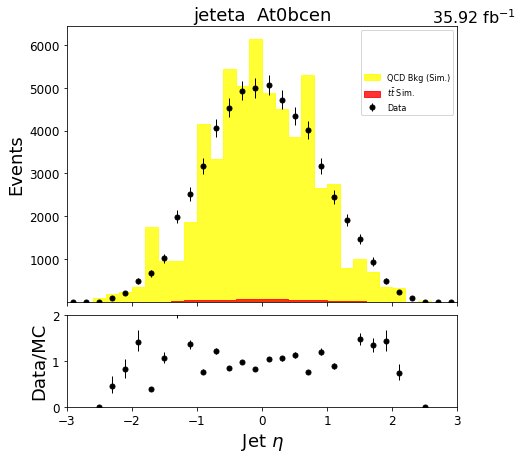 jeteta At0bcen
35.92 fb⁻¹
QCD Bkg (Sim.)
tt̄ Sim.
Data
Events
6000
5000
4000
3000
2000
1000
Data/MC
2
1
0
−3 −2 −1 0 1 2 3
Jet η